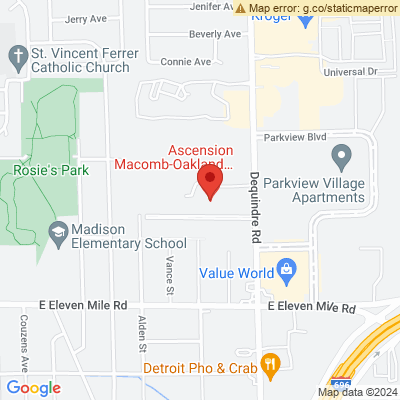 Map error: g.co/staticmaperror
Jenifer Ave
Jerry Ave
Kroger
Beverly Ave
St. Vincent Ferrer
Catholic Church
Connie Ave
Universal Dr
Parkview Blvd
Ascension
Macomb-Oakland...
Rosie's Park
Parkview Village
Apartments
Dequindre Rd
Madison
Elementary School
Vance St
Value World
E Eleven Mile Rd
E Eleven Mile Rd
Couzens Ave
Alden St
Detroit Pho & Crab
Google
696
Map data ©2024